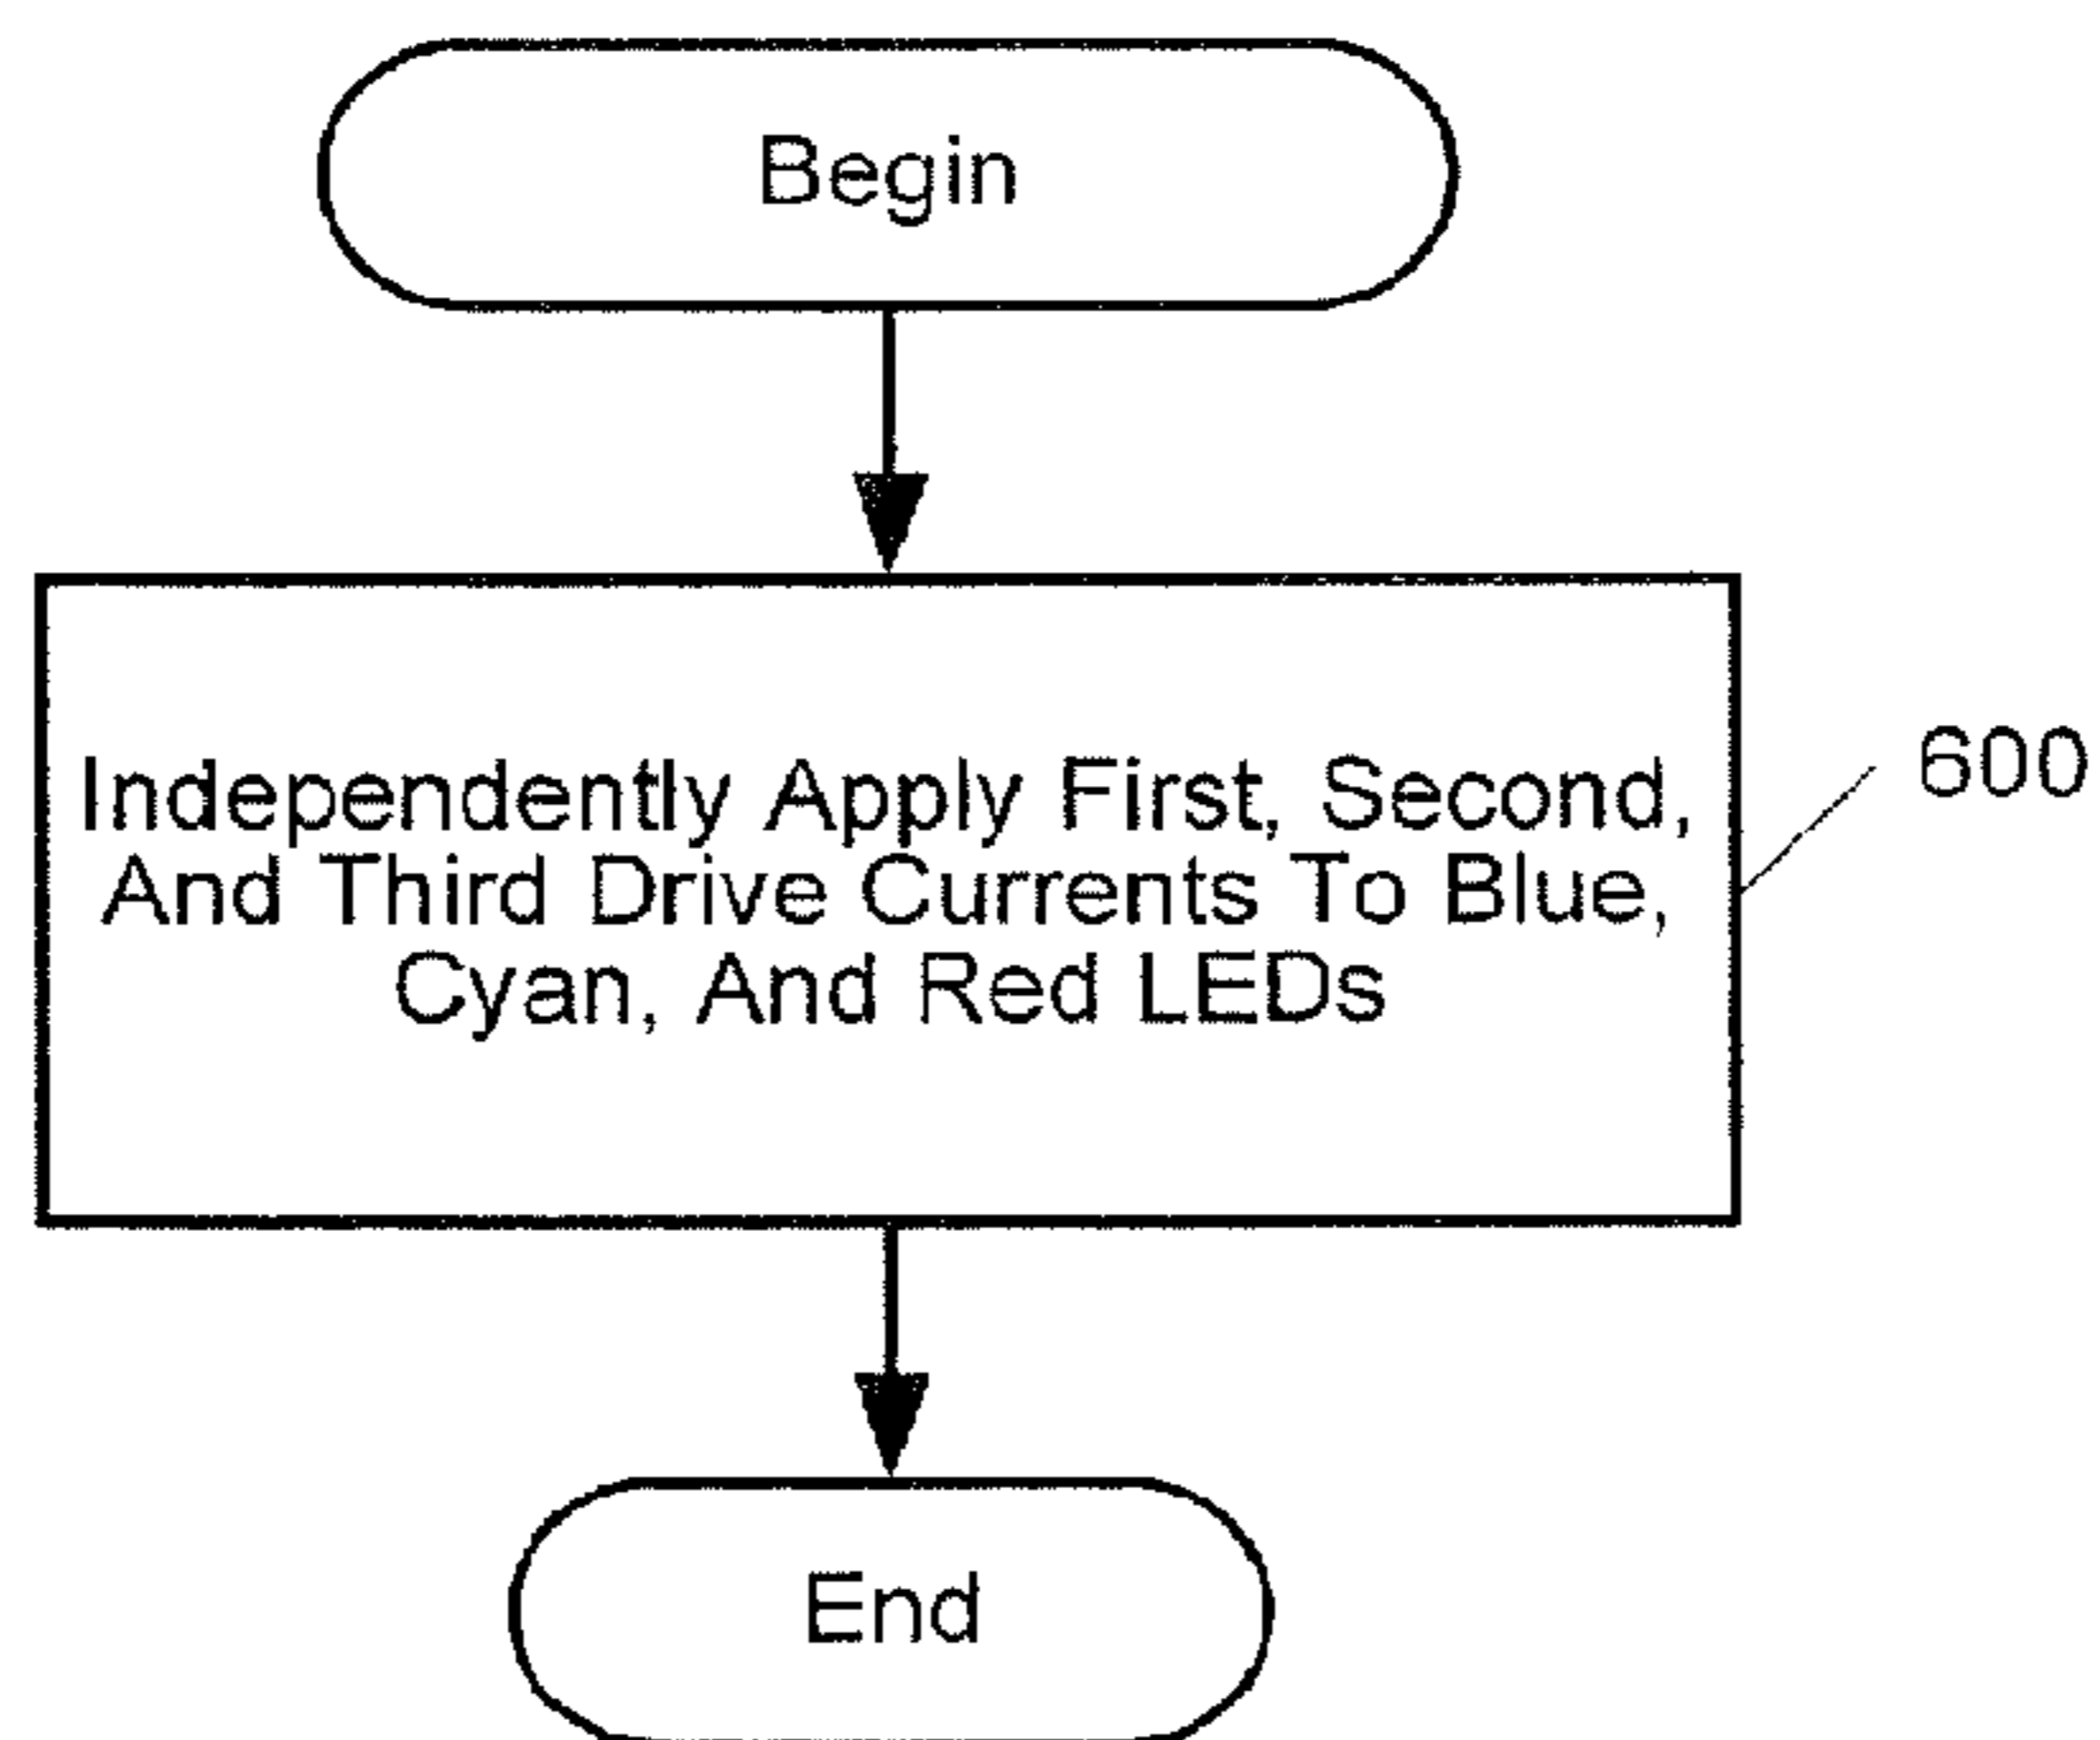 Begin
Independently Apply First, Second,
And Third Drive Currents To Blue,
Cyan, And Red LEDs
600
End